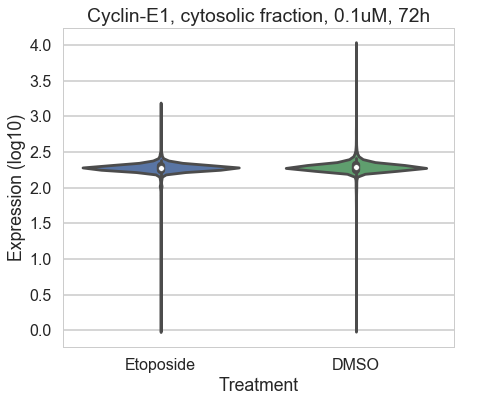 Cyclin-E1, cytosolic fraction, 0.1uM, 72h
4.0
3.5
3.0
2.5
2.0
1.5
1.0
0.5
0.0
Expression (log10)
Etoposide DMSO
Treatment